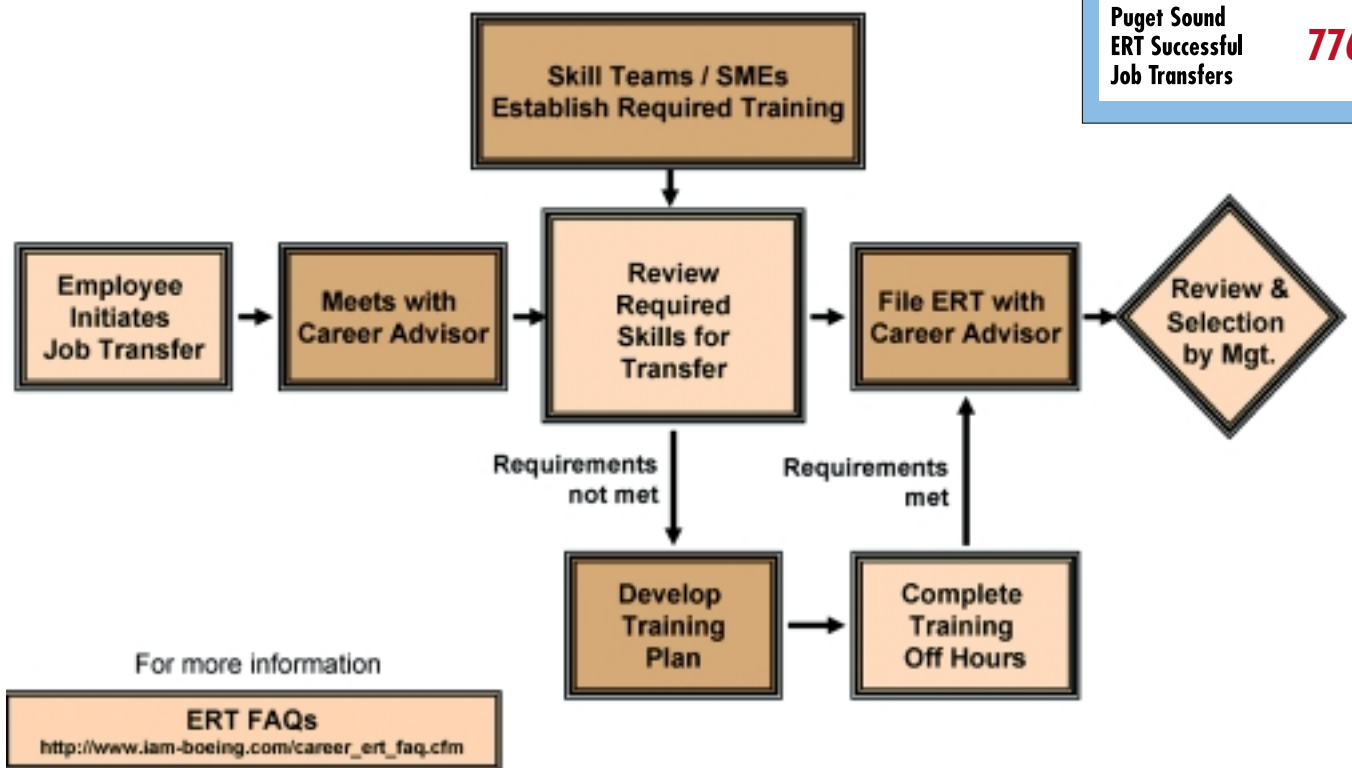 Puget Sound
ERT Successful
Job Transfers
776
Skill Teams / SMEs
Establish Required Training
Employee
Initiates
Job Transfer
Meets with
Career Advisor
Review
Required
Skills for
Transfer
File ERT with
Career Advisor
Review &
Selection
by Mgt.
Requirements
not met
Requirements
met
Develop
Training
Plan
Complete
Training
Off Hours
For more information
ERT FAQs
http://www.iam-boeing.com/career_ert_faq.cfm